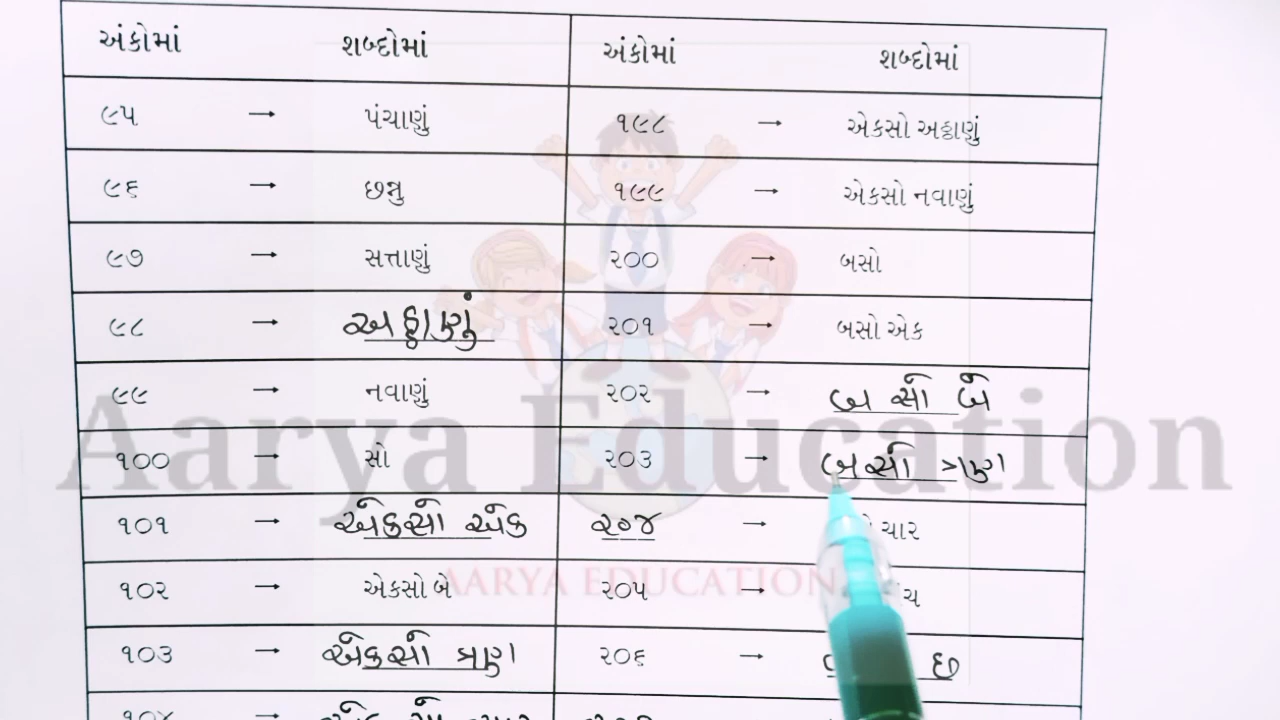 અંકોમાં શબ્દોમાં અંકોમાં શબ્દોમાં
૯૫ → પંચાણું ૧૯૮ → એકસો અઠ્ઠાણું
૯૬ → છન્નુ ૧૯૯ → એકસો નવાણું
૯૭ → સત્તાણું ૨૦૦ → બસો
૯૮ → અઠ્ઠાણું ૨૦૧ → બસો એક
૯૯ → નવાણું ૨૦૨ → બસો બે
Aarya Education
૧૦૦ → સો ૨૦૩ → બસો ત્રણ
૧૦૧ → એકસો એક ૨૦૪ → ચાર
૧૦૨ → એકસો બે ૨૦૫ →
AARYA EDUCATION
૧૦૩ → એકસો ત્રણ ૨૦૬ → છ